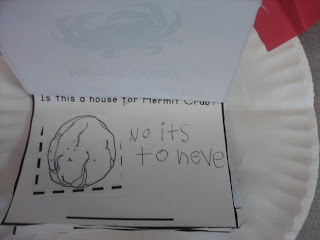 Is this a house for Hermit Crab?
No its
to heve